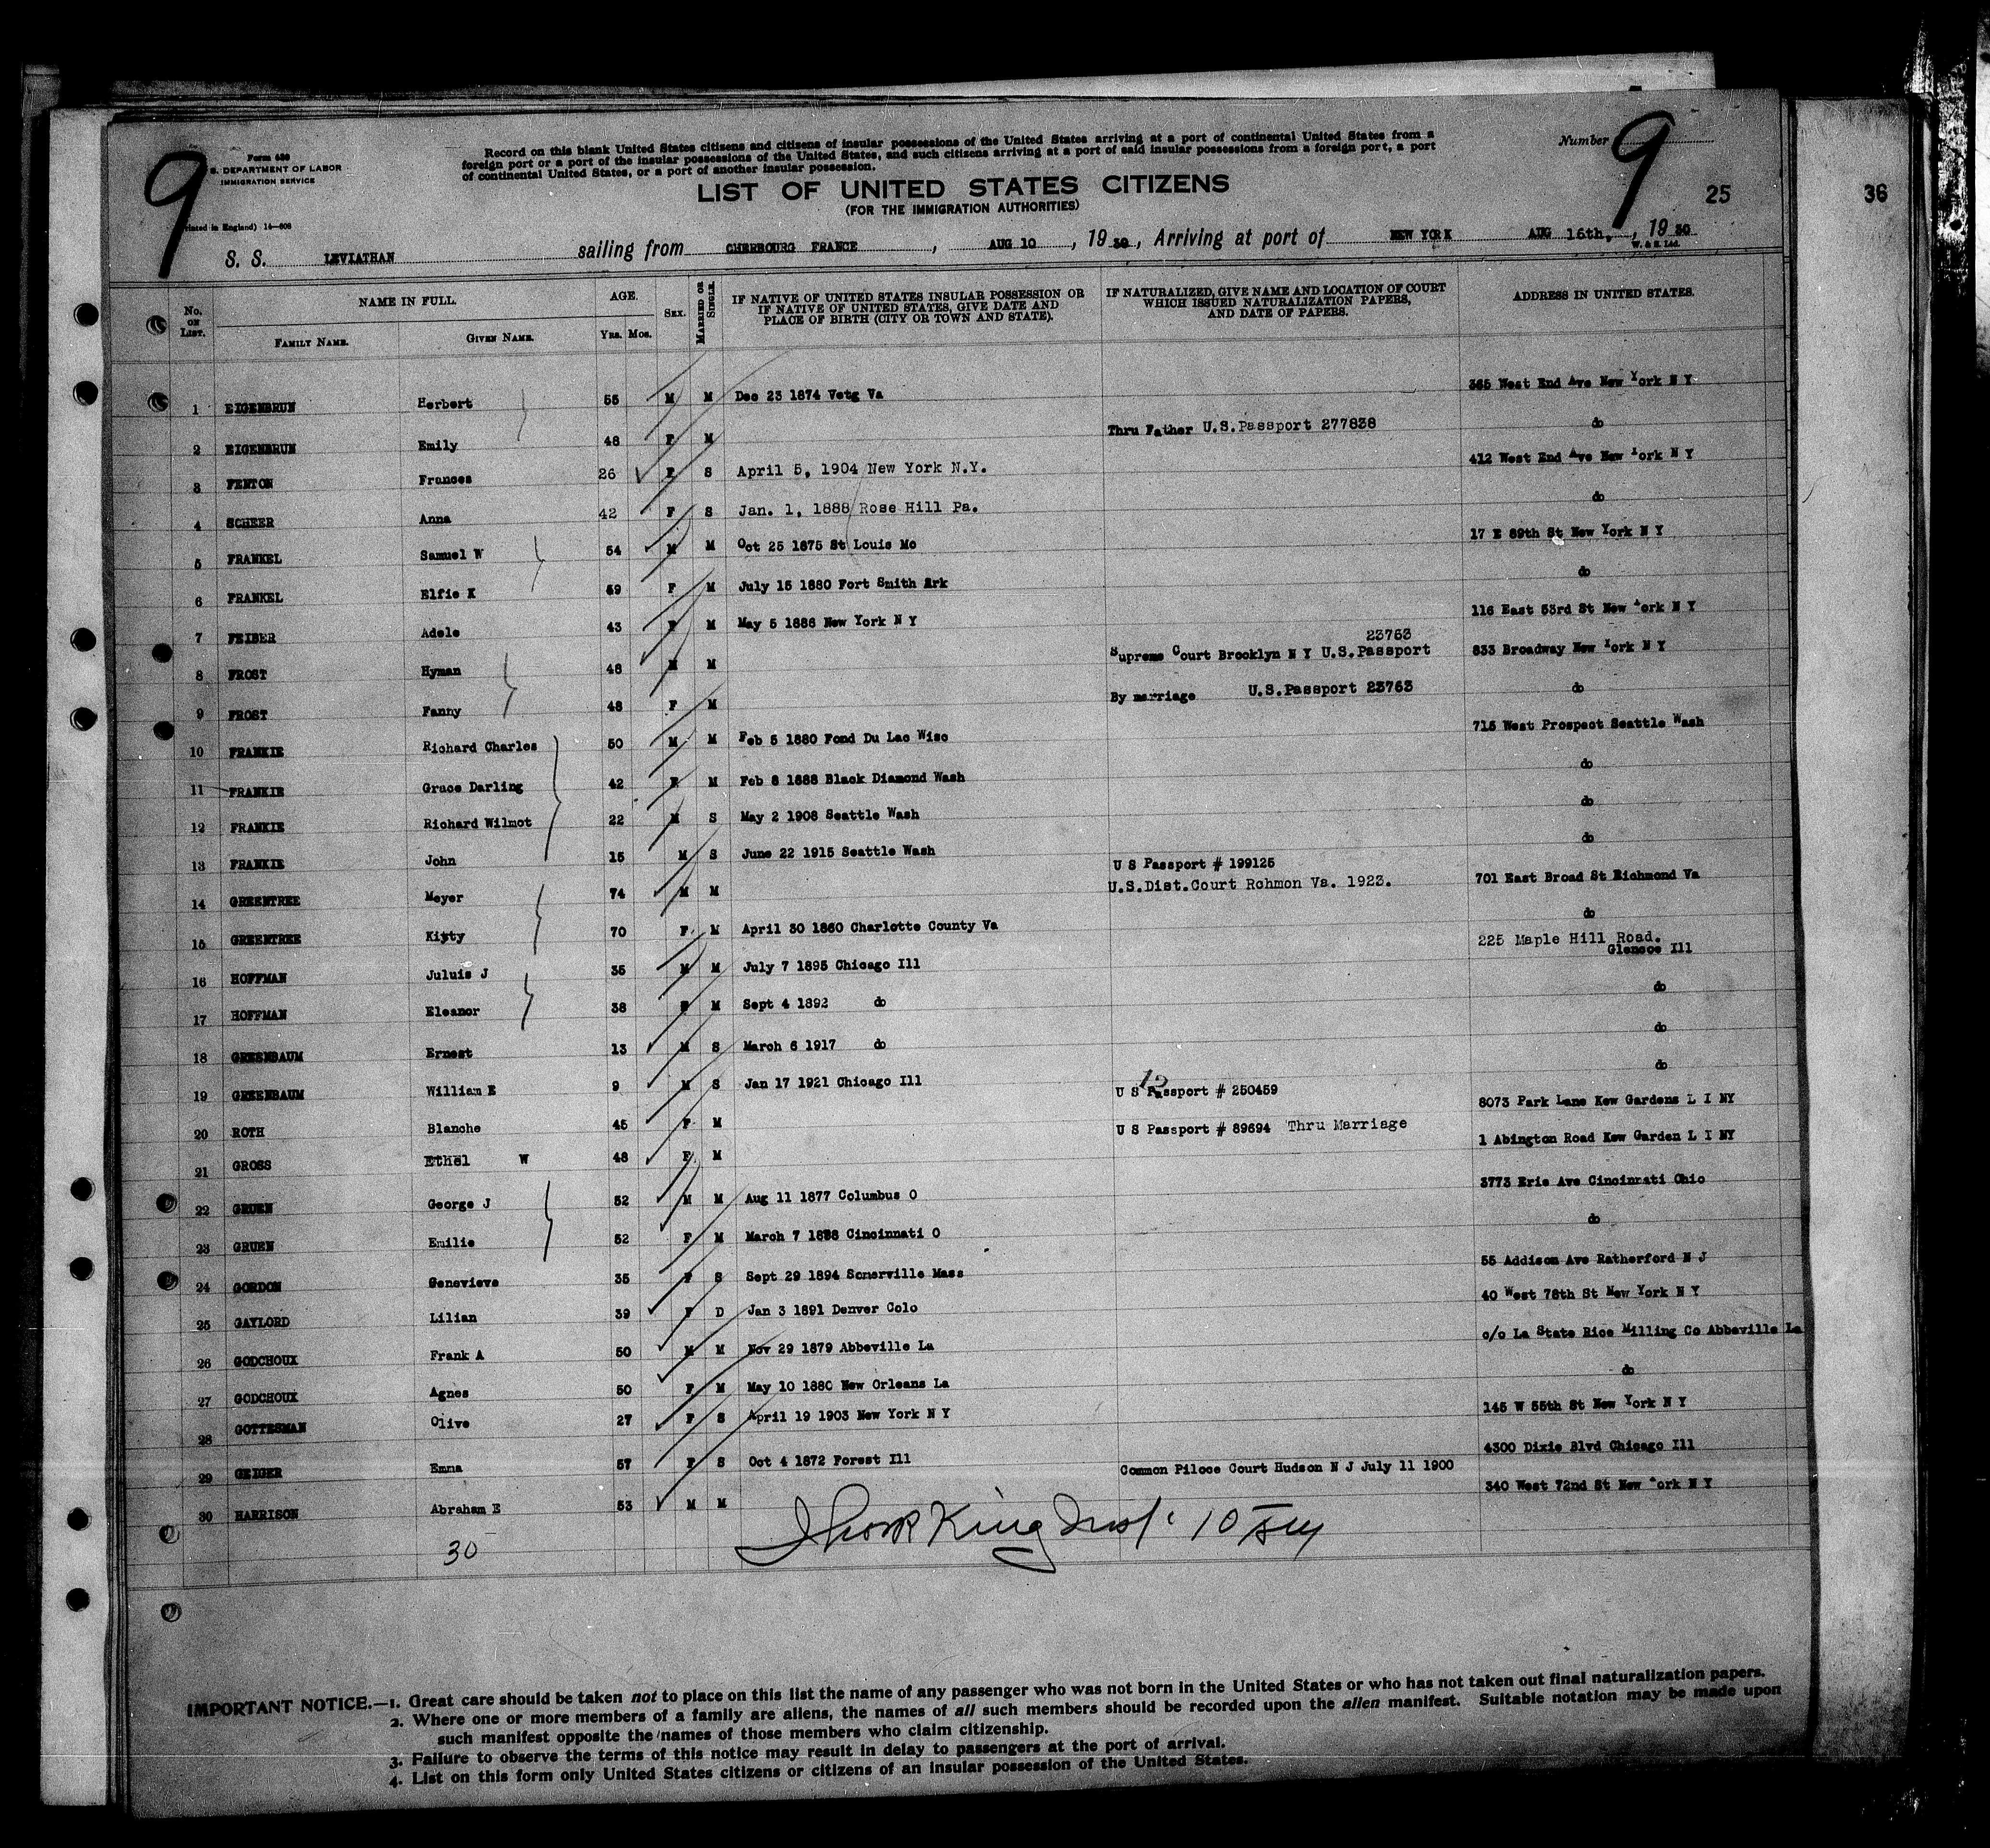 Form 630
S. DEPARTMENT OF LABOR
IMMIGRATION SERVICE
Record on this blank United States citizens and citizens of insular possessions of the United States arriving at a port of continental United States from a
foreign port or a port of the insular possessions of the United States, and such citizens arriving at a port of said insular possessions from a foreign port, a port
of continental United States, or a port of another insular possession.
Number 9
9
25
36
LIST OF UNITED STATES CITIZENS
(FOR THE IMMIGRATION AUTHORITIES)
rinted in England) 14—608
S. S. LEVIATHAN sailing from CHERBOURG FRANCE , AUG 10 , 19 30 , Arriving at port of NEW YORK AUG 16th, , 19 30
W. & S. Ltd.
No. ON LIST. NAME IN FULL. AGE. SEX. MARRIED OR SINGLE. IF NATIVE OF UNITED STATES INSULAR POSSESSION OR IF NATIVE OF UNITED STATES, GIVE DATE AND PLACE OF BIRTH (CITY OR TOWN AND STATE). IF NATURALIZED, GIVE NAME AND LOCATION OF COURT WHICH ISSUED NATURALIZATION PAPERS, AND DATE OF PAPERS. ADDRESS IN UNITED STATES.
FAMILY NAME. GIVEN NAME. Yrs. Mos.
1 EIGENBRUN Herbert 55 M M Dec 23 1874 Vetg Va 365 West End Ave New York N Y
2 EIGENBRUN Emily 48 F M Thru Father U.S.Passport 277838 do
3 FENTON Frances 26 F S April 5, 1904 New York N.Y. 412 West End Ave New York N Y
4 SCHEER Anna 42 F S Jan. 1, 1888 Rose Hill Pa. do
5 FRANKEL Samuel W 54 M M Oct 25 1875 St Louis Mo 17 E 89th St New York N Y
6 FRANKEL Elfie K F M July 15 1880 Fort Smith Ark do
7 FEIBER Adele 43 F M May 5 1886 New York N Y 116 East 53rd St New York N Y
8 FROST Hyman 48 M M Supreme Court Brooklyn N Y U.S.Passport 23763 833 Broadway New York N Y
9 FROST Fanny 48 F M By marriage U.S.Passport 23763 do
10 FRANKIE Richard Charles 50 M M Feb 5 1880 Fond Du Lac Wisc 715 West Prospect Seattle Wash
11 FRANKIE Grace Darling 42 F M Feb 8 1888 Black Diamond Wash do
12 FRANKIE Richard Wilmot 22 M S May 2 1908 Seattle Wash do
13 FRANKIE John 15 M S June 22 1915 Seattle Wash do
14 GREENTREE Meyer 74 M M U S Passport # 199125 U.S.Dist.Court Rohmon Va. 1923. 701 East Broad St Richmond Va
15 GREENTREE Kitty 70 F M April 30 1860 Charlotte County Va do
16 HOFFMAN Juluis J 35 M M July 7 1895 Chicago Ill 225 Maple Hill Road. Glencoe Ill
17 HOFFMAN Eleanor 38 F M Sept 4 1892 do do
18 GREENBAUM Ernest 13 M S March 6 1917 do do
19 GREENBAUM William E 9 M S Jan 17 1921 Chicago Ill do
20 ROTH Blanche 45 F M U S Passport # 250459 12 8073 Park Lane Kew Gardens L I NY
21 GROSS Ethel W 48 F M U S Passport # 89694 Thru Marriage 1 Abington Road Kew Garden L I NY
22 GRUEN George J 52 M M Aug 11 1877 Columbus O 3773 Erie Ave Cincinnati Ohio
23 GRUEN Emilie 52 F M March 7 1878 Cincinnati O do
24 GORDON Genevieve 35 F S Sept 29 1894 Somerville Mass 55 Addison Ave Ratherford N J
25 GAYLORD Lilian 39 F D Jan 3 1891 Denver Colo 40 West 78th St New York N Y
26 GODCHOUX Frank A 50 M M Nov 29 1879 Abbeville La c/o La State Rice Milling Co Abbeville La
27 GODCHOUX Agnes 50 F M May 10 1880 New Orleans La do
28 GOTTESMAN Olive 27 F S April 19 1903 New York N Y 145 W 55th St New York N Y
29 GEIGER Emma 57 F S Oct 4 1872 Forest Ill 4300 Dixie Blvd Chicago Ill
30 HARRISON Abraham E 53 M M Common Piloce Court Hudson N J July 11 1900 340 West 72nd St New York N Y
30
King Insp.
IMPORTANT NOTICE.—1. Great care should be taken not to place on this list the name of any passenger who was not born in the United States or who has not taken out final naturalization papers.
2. Where one or more members of a family are aliens, the names of all such members should be recorded upon the alien manifest. Suitable notation may be made upon
such manifest opposite the names of those members who claim citizenship.
3. Failure to observe the terms of this notice may result in delay to passengers at the port of arrival.
4. List on this form only United States citizens or citizens of an insular possession of the United States.